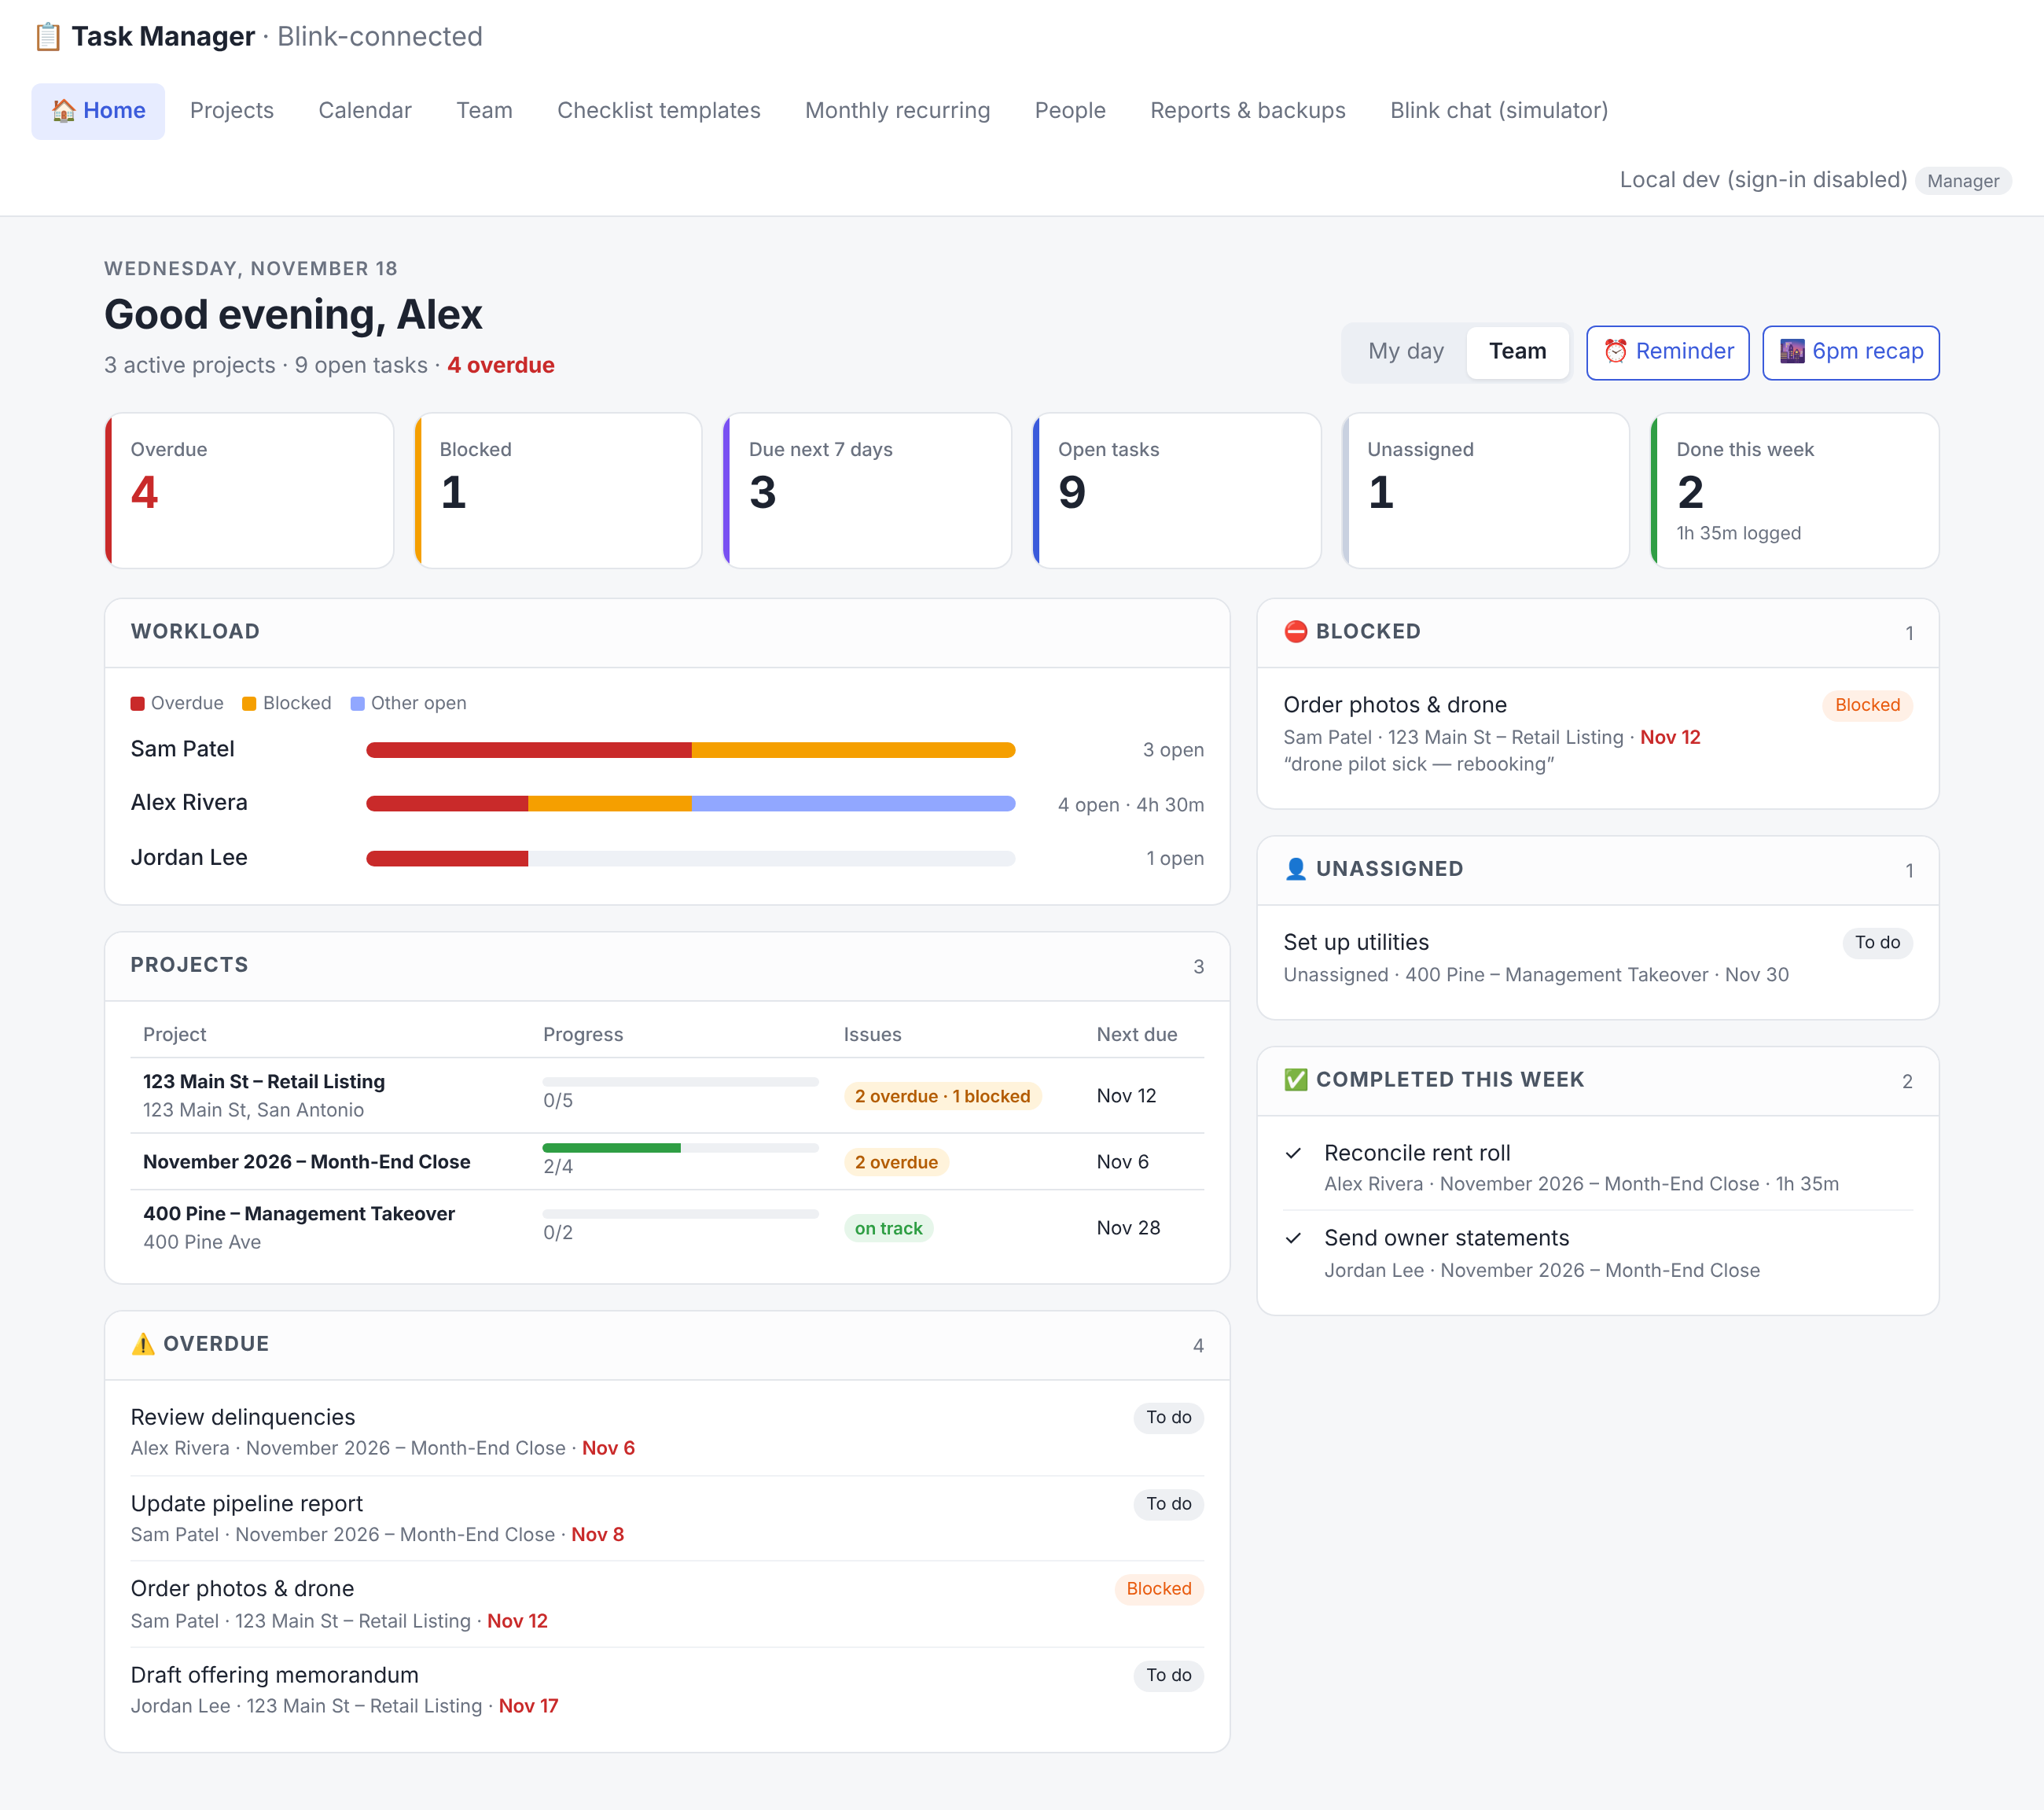 📋 Task Manager · Blink-connected
🏠 Home Projects Calendar Team Checklist templates Monthly recurring People Reports & backups Blink chat (simulator)
Local dev (sign-in disabled) Manager
WEDNESDAY, NOVEMBER 18
Good evening, Alex
3 active projects · 9 open tasks · 4 overdue
My day Team ⏰ Reminder 🌆 6pm recap
Overdue
4
Blocked
1
Due next 7 days
3
Open tasks
9
Unassigned
1
Done this week
2
1h 35m logged
WORKLOAD
Overdue Blocked Other open
Sam Patel 3 open
Alex Rivera 4 open · 4h 30m
Jordan Lee 1 open
PROJECTS 3
Project Progress Issues Next due
123 Main St – Retail Listing
123 Main St, San Antonio
0/5 2 overdue · 1 blocked Nov 12
November 2026 – Month-End Close 2/4 2 overdue Nov 6
400 Pine – Management Takeover
400 Pine Ave
0/2 on track Nov 28
⚠️ OVERDUE 4
Review delinquencies To do
Alex Rivera · November 2026 – Month-End Close · Nov 6
Update pipeline report To do
Sam Patel · November 2026 – Month-End Close · Nov 8
Order photos & drone Blocked
Sam Patel · 123 Main St – Retail Listing · Nov 12
Draft offering memorandum To do
Jordan Lee · 123 Main St – Retail Listing · Nov 17
⛔ BLOCKED 1
Order photos & drone Blocked
Sam Patel · 123 Main St – Retail Listing · Nov 12
“drone pilot sick — rebooking”
👤 UNASSIGNED 1
Set up utilities To do
Unassigned · 400 Pine – Management Takeover · Nov 30
✅ COMPLETED THIS WEEK 2
✓ Reconcile rent roll
Alex Rivera · November 2026 – Month-End Close · 1h 35m
✓ Send owner statements
Jordan Lee · November 2026 – Month-End Close